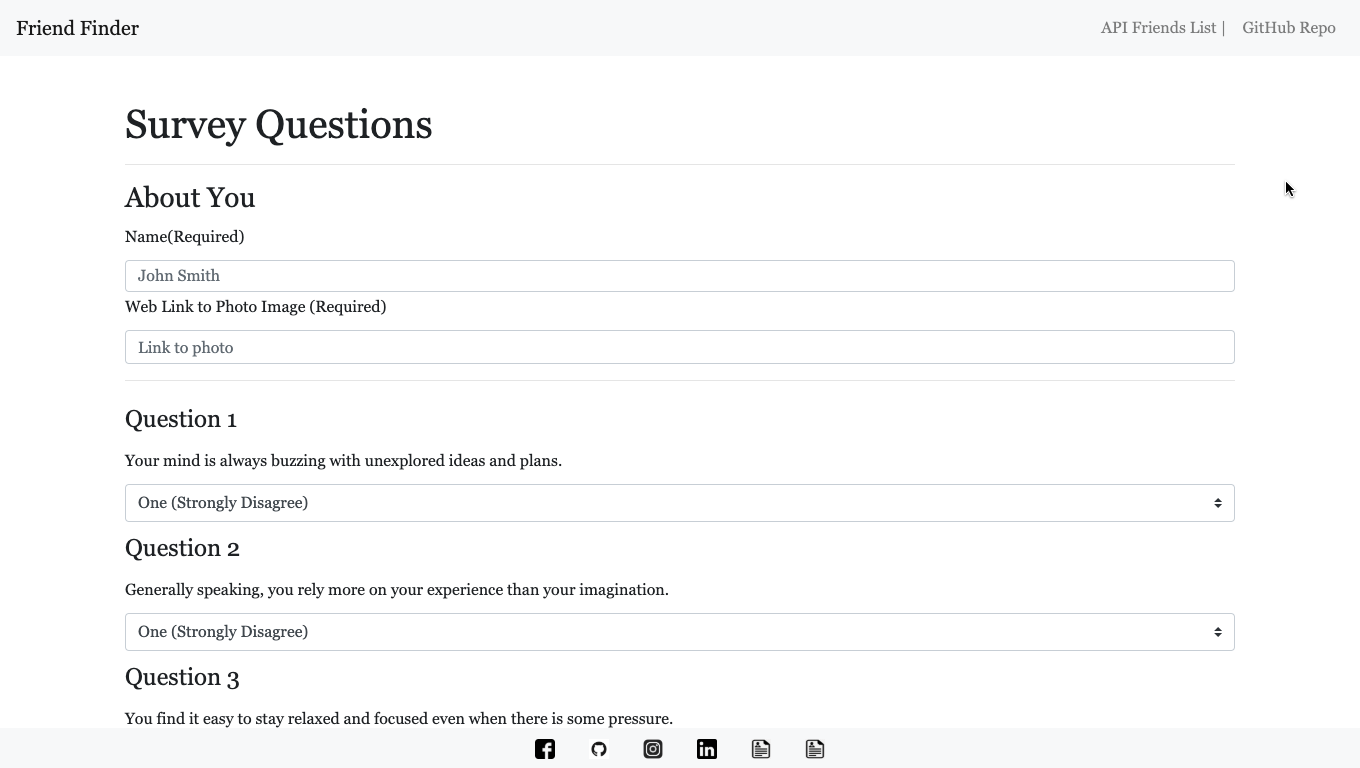 Friend Finder
API Friends List | GitHub Repo
Survey Questions
About You
Name(Required)
John Smith
Web Link to Photo Image (Required)
Link to photo
Question 1
Your mind is always buzzing with unexplored ideas and plans.
One (Strongly Disagree)
Question 2
Generally speaking, you rely more on your experience than your imagination.
One (Strongly Disagree)
Question 3
You find it easy to stay relaxed and focused even when there is some pressure.